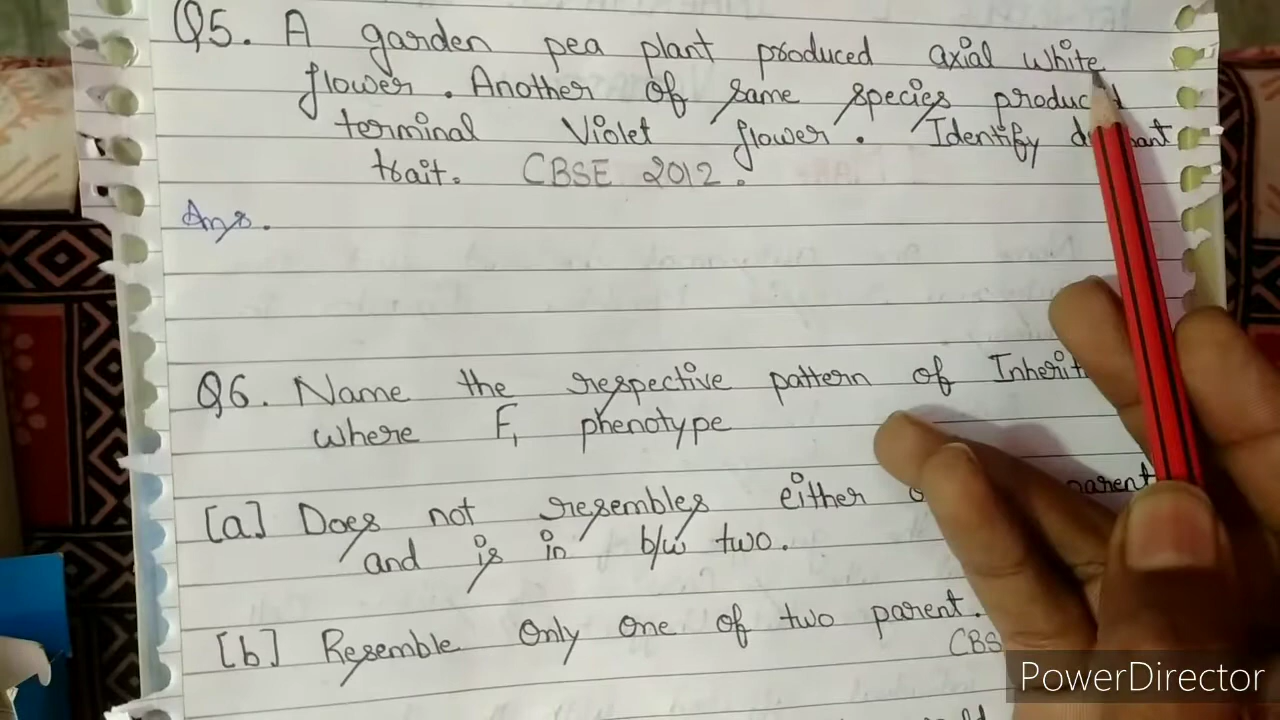 Q5. A garden pea plant produced axial white
flower. Another of same species produc
terminal violet flower. Identify
trait. CBSE 2012.
Ans.
Q6. Name the respective pattern of
where F1 phenotype
[a] Does not resembles either parent
and is in b/w two.
[b] Resemble Only one of two parent.
CBS
PowerDirector